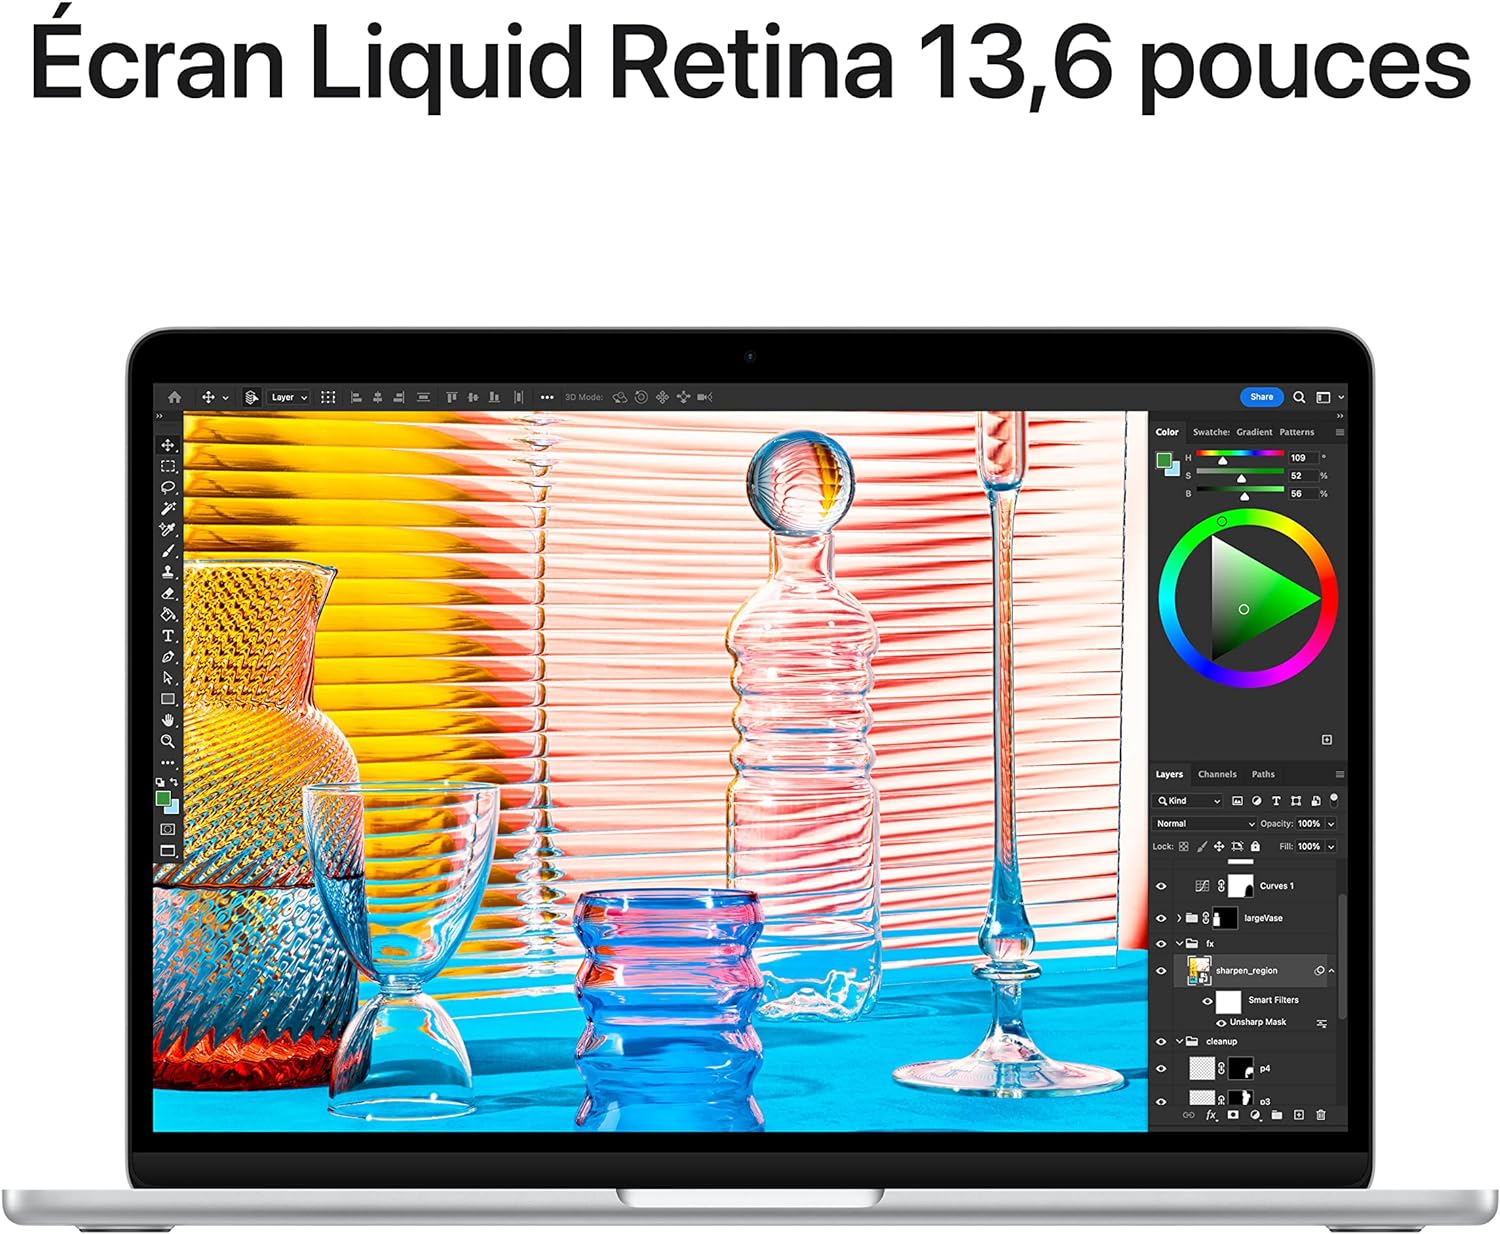 Écran Liquid Retina 13,6 pouces
Layer
3D Mode:
Share
Color Swatche: Gradient Patterns
H 109 °
S 52 %
B 56 %
T
Layers Channels Paths
Kind
T
Normal Opacity: 100%
Lock: Fill: 100%
Curves 1
largeVase
fx
sharpen_region
Smart Filters
Unsharp Mask
cleanup
p4
p3
fx